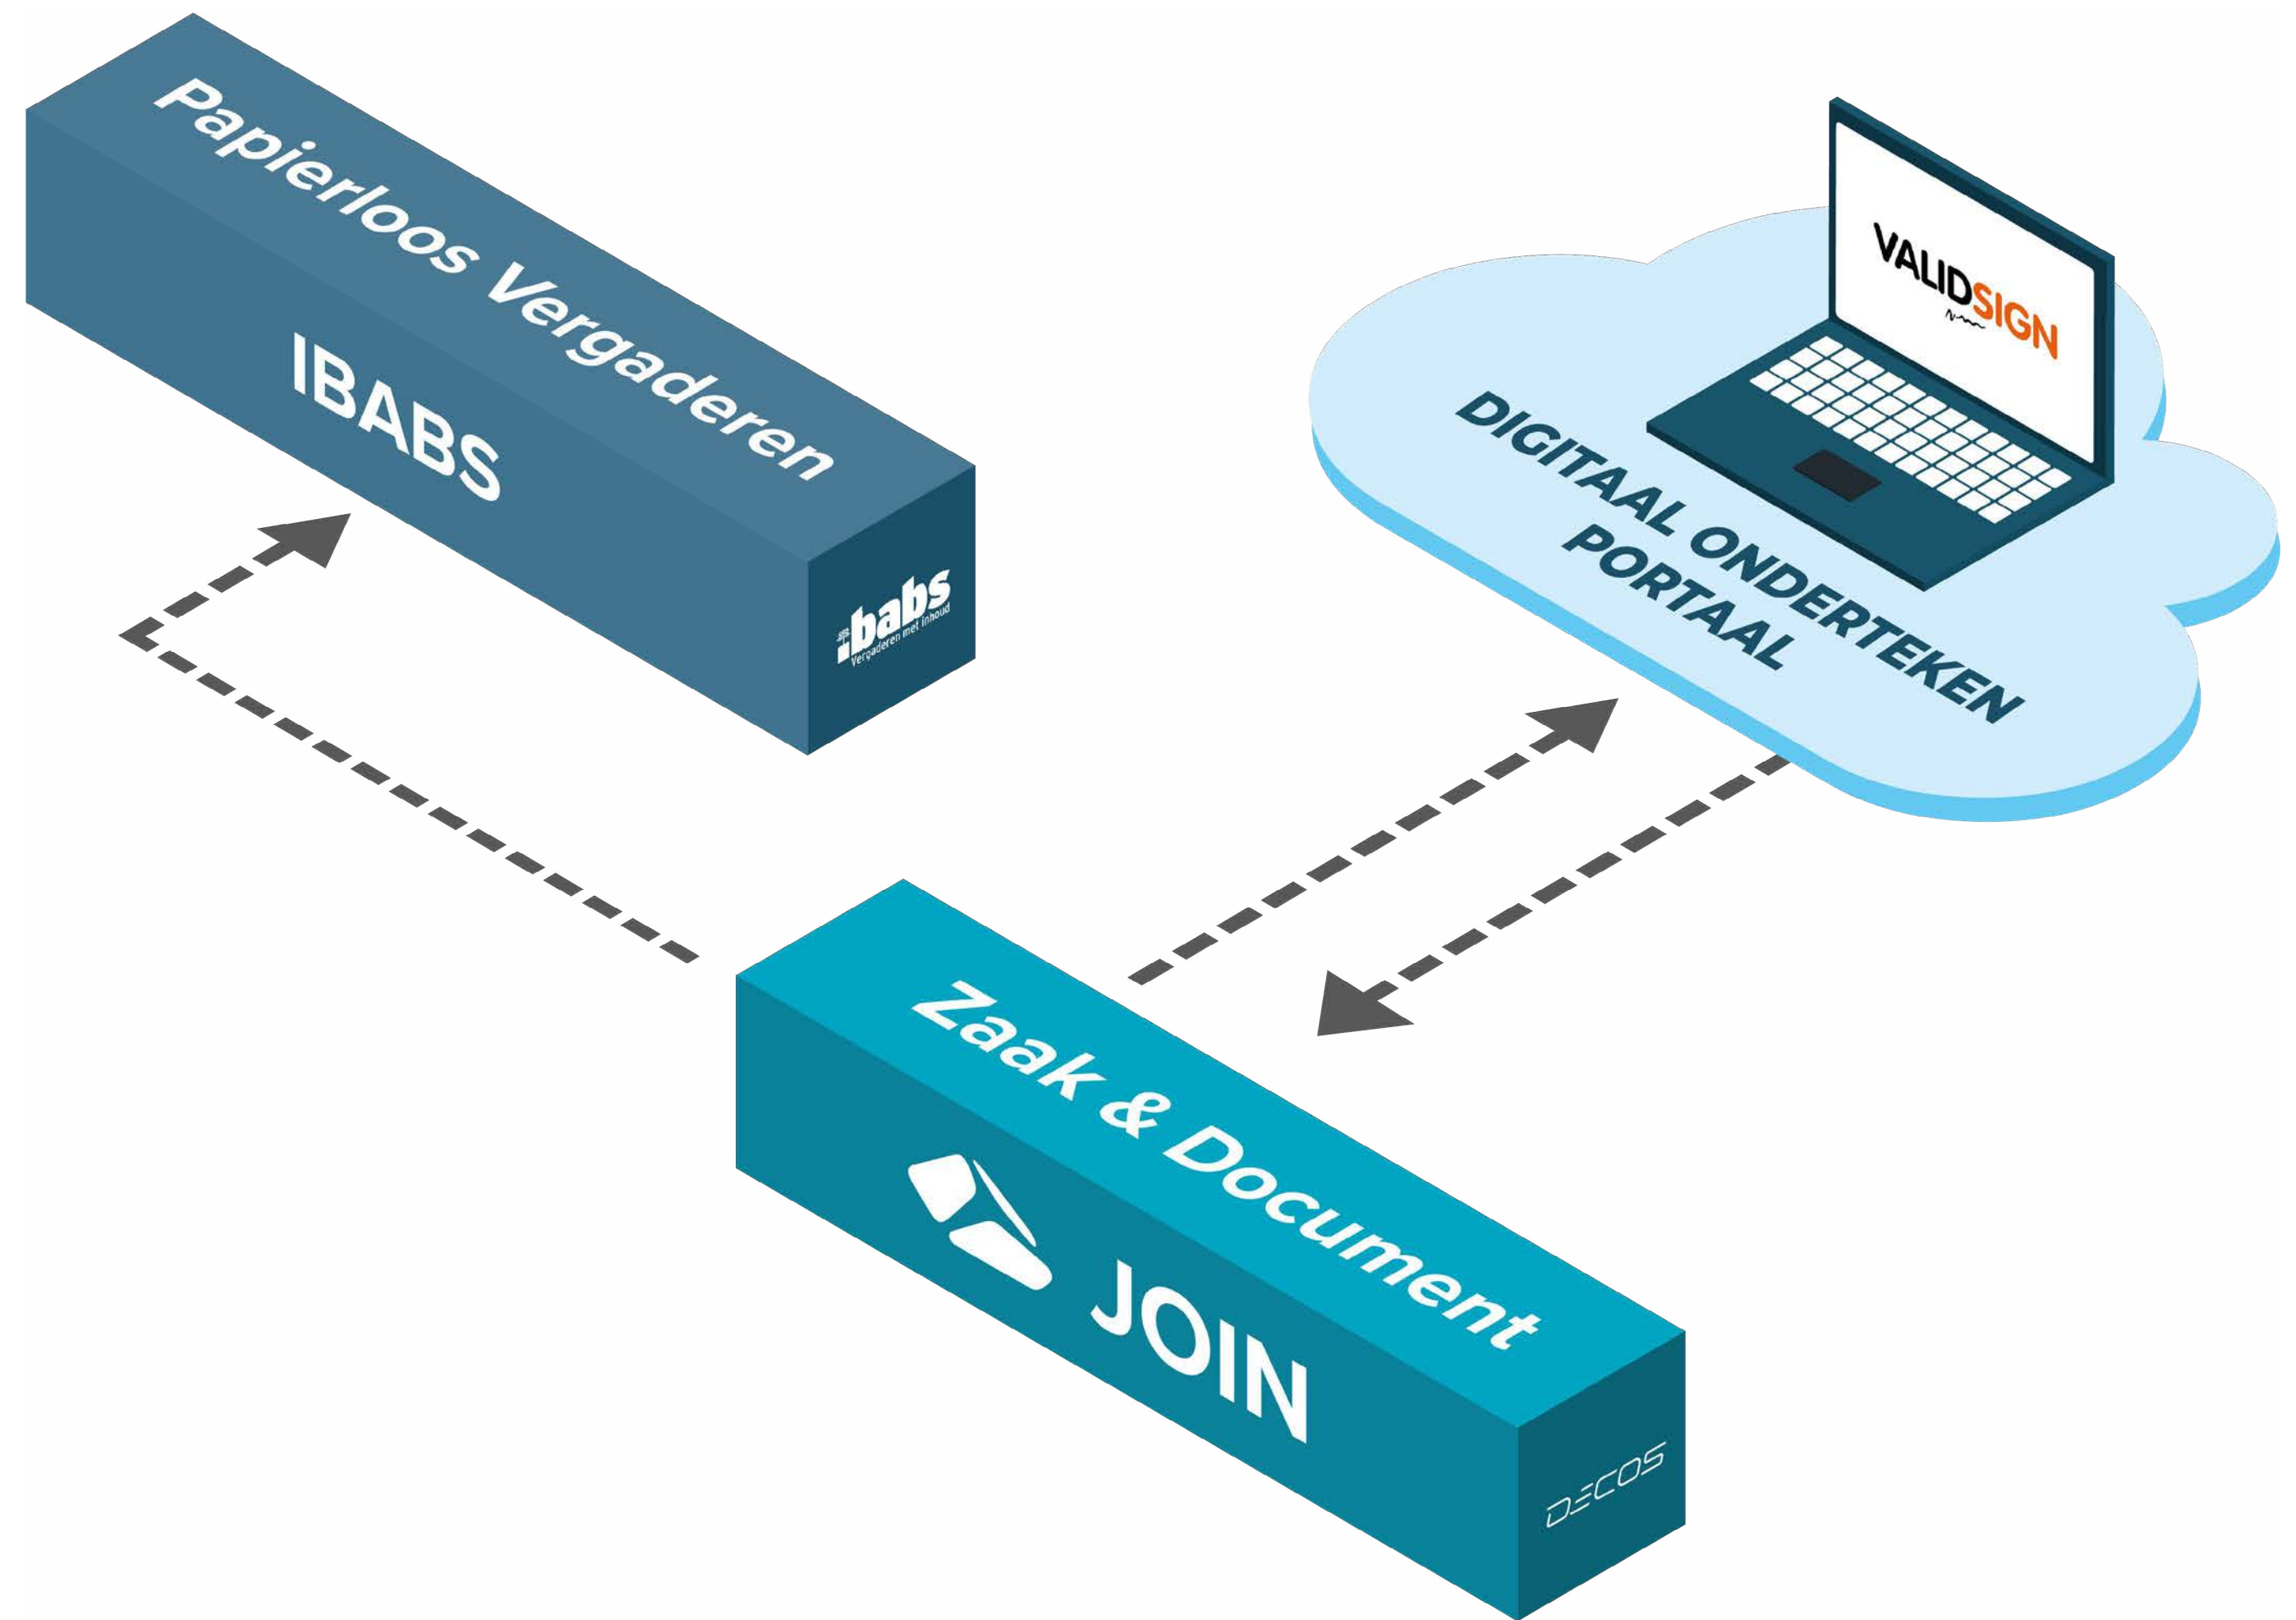 Papierloos Vergaderen
IBABS
babs
Vergaderen met inhoud
VALIDSIGN
DIGITAAL ONDERTEKEN
PORTAAL
Zaak & Document
JOIN
DECOS